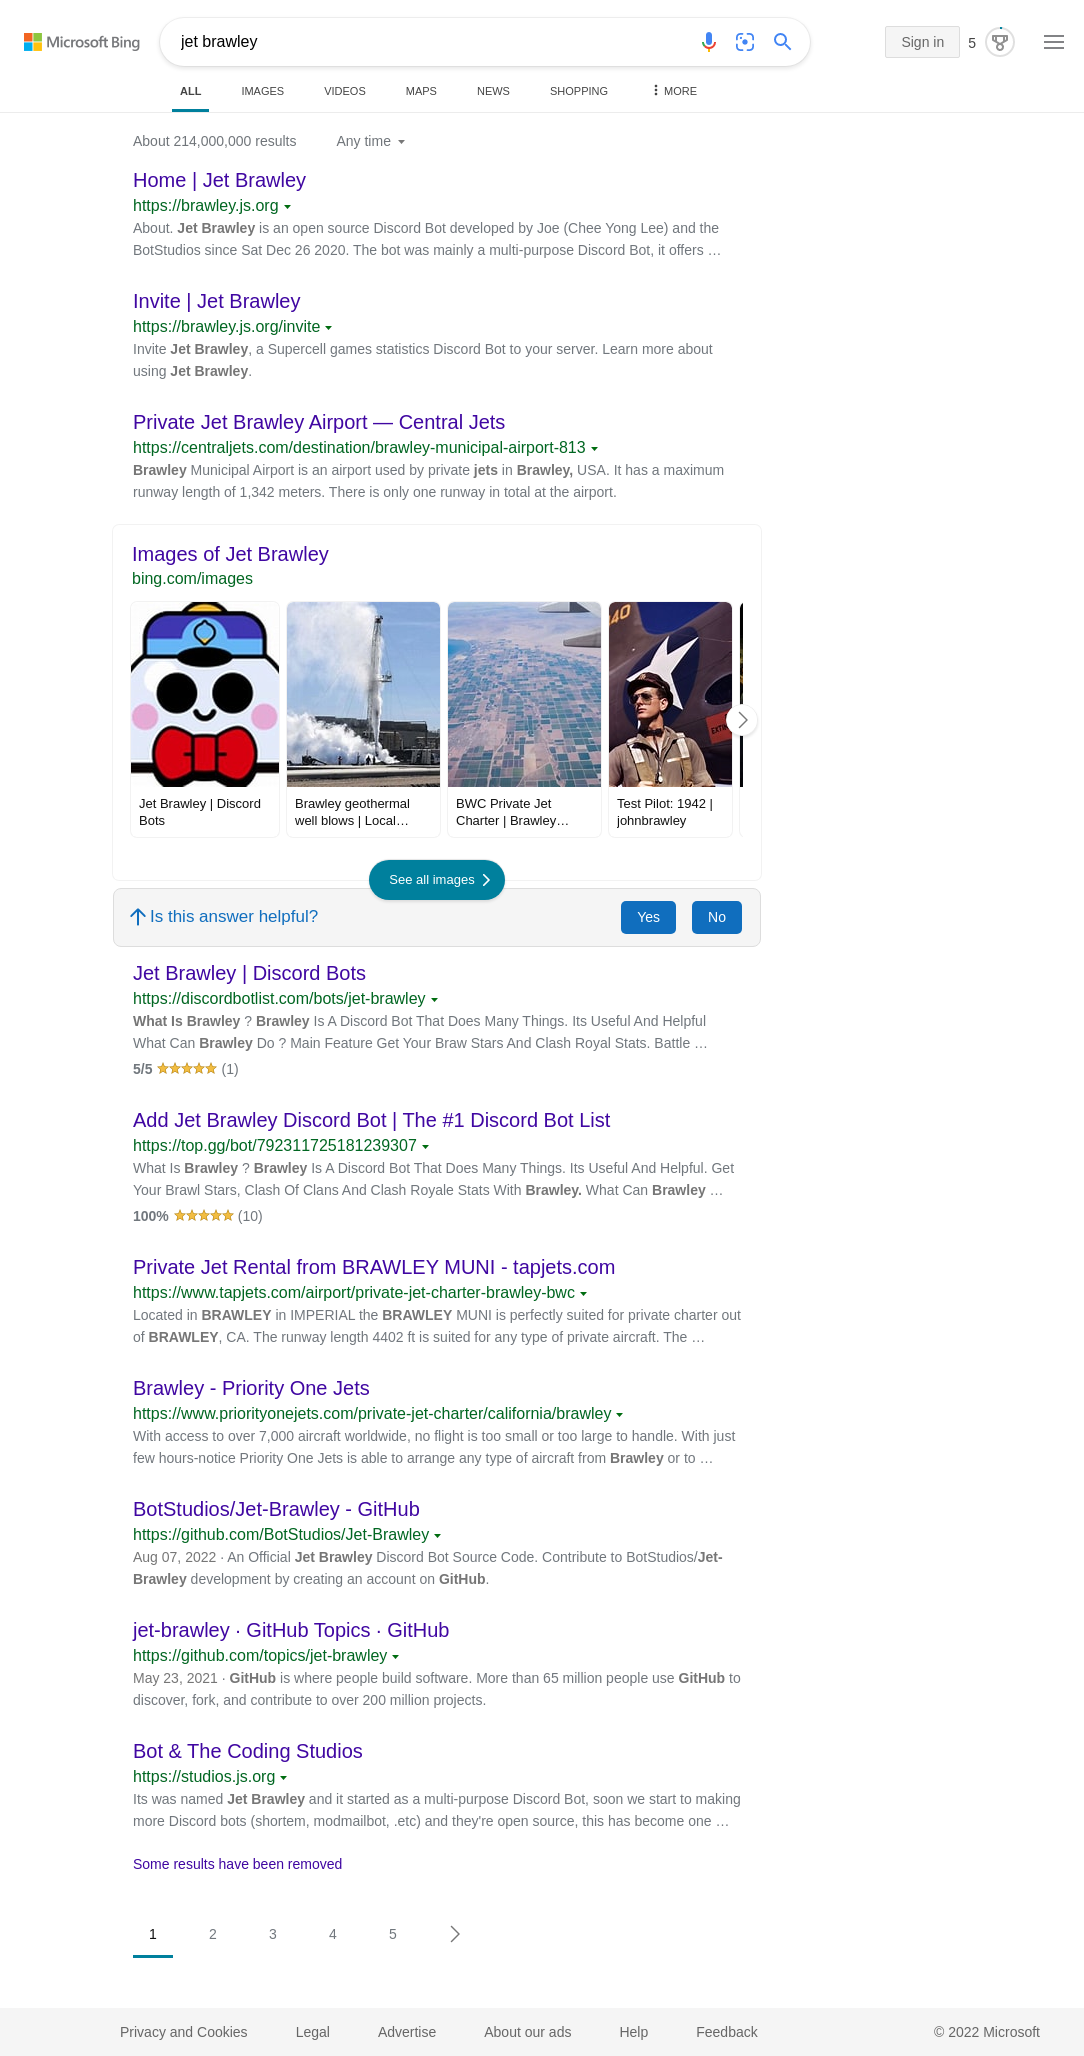 Microsoft Bing
jet brawley
Sign in
5
ALL
IMAGES
VIDEOS
MAPS
NEWS
SHOPPING
MORE
About 214,000,000 results
Any time
Home | Jet Brawley
https://brawley.js.org
About. Jet Brawley is an open source Discord Bot developed by Joe (Chee Yong Lee) and the
BotStudios since Sat Dec 26 2020. The bot was mainly a multi-purpose Discord Bot, it offers …
Invite | Jet Brawley
https://brawley.js.org/invite
Invite Jet Brawley, a Supercell games statistics Discord Bot to your server. Learn more about
using Jet Brawley.
Private Jet Brawley Airport — Central Jets
https://centraljets.com/destination/brawley-municipal-airport-813
Brawley Municipal Airport is an airport used by private jets in Brawley, USA. It has a maximum
runway length of 1,342 meters. There is only one runway in total at the airport.
Images of Jet Brawley
bing.com/images
40
EXTIN
Jet Brawley | Discord
Bots
Brawley geothermal
well blows | Local…
BWC Private Jet
Charter | Brawley…
Test Pilot: 1942 |
johnbrawley
See all images
Is this answer helpful?
Yes
No
Jet Brawley | Discord Bots
https://discordbotlist.com/bots/jet-brawley
What Is Brawley ? Brawley Is A Discord Bot That Does Many Things. Its Useful And Helpful
What Can Brawley Do ? Main Feature Get Your Braw Stars And Clash Royal Stats. Battle …
5/5 ★★★★★ (1)
Add Jet Brawley Discord Bot | The #1 Discord Bot List
https://top.gg/bot/792311725181239307
What Is Brawley ? Brawley Is A Discord Bot That Does Many Things. Its Useful And Helpful. Get
Your Brawl Stars, Clash Of Clans And Clash Royale Stats With Brawley. What Can Brawley …
100% ★★★★★ (10)
Private Jet Rental from BRAWLEY MUNI - tapjets.com
https://www.tapjets.com/airport/private-jet-charter-brawley-bwc
Located in BRAWLEY in IMPERIAL the BRAWLEY MUNI is perfectly suited for private charter out
of BRAWLEY, CA. The runway length 4402 ft is suited for any type of private aircraft. The …
Brawley - Priority One Jets
https://www.priorityonejets.com/private-jet-charter/california/brawley
With access to over 7,000 aircraft worldwide, no flight is too small or too large to handle. With just
few hours-notice Priority One Jets is able to arrange any type of aircraft from Brawley or to …
BotStudios/Jet-Brawley - GitHub
https://github.com/BotStudios/Jet-Brawley
Aug 07, 2022 · An Official Jet Brawley Discord Bot Source Code. Contribute to BotStudios/Jet-
Brawley development by creating an account on GitHub.
jet-brawley · GitHub Topics · GitHub
https://github.com/topics/jet-brawley
May 23, 2021 · GitHub is where people build software. More than 65 million people use GitHub to
discover, fork, and contribute to over 200 million projects.
Bot & The Coding Studios
https://studios.js.org
Its was named Jet Brawley and it started as a multi-purpose Discord Bot, soon we start to making
more Discord bots (shortem, modmailbot, .etc) and they're open source, this has become one …
Some results have been removed
1
2
3
4
5
Privacy and Cookies
Legal
Advertise
About our ads
Help
Feedback
© 2022 Microsoft